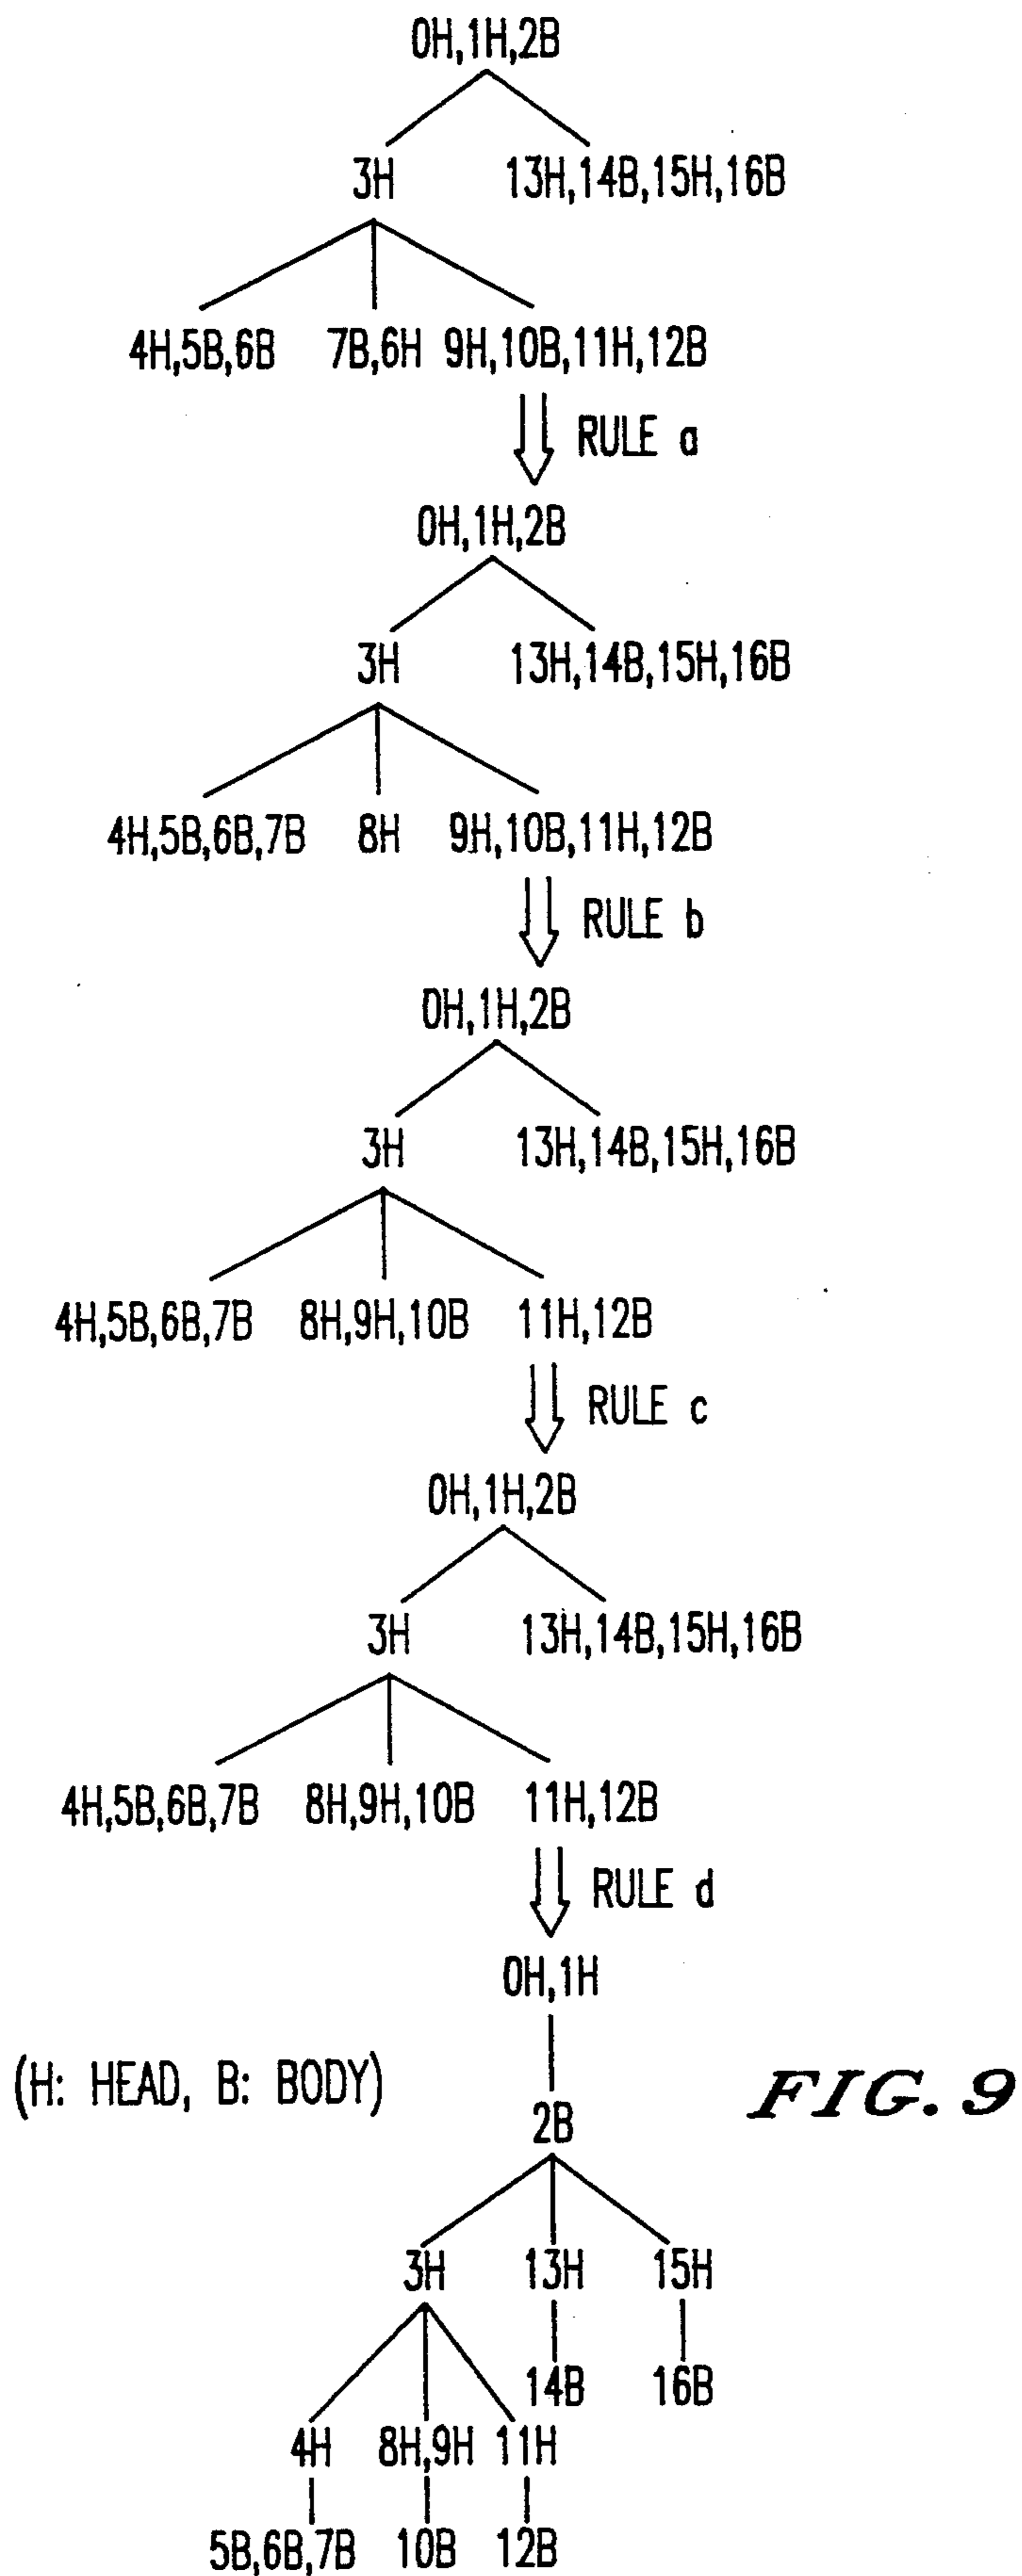 0H,1H,2B
3H 13H,14B,15H,16B
4H,5B,6B 7B,6H 9H,10B,11H,12B
RULE a
0H,1H,2B
3H 13H,14B,15H,16B
4H,5B,6B,7B 8H 9H,10B,11H,12B
RULE b
0H,1H,2B
3H 13H,14B,15H,16B
4H,5B,6B,7B 8H,9H,10B 11H,12B
RULE c
0H,1H,2B
3H 13H,14B,15H,16B
4H,5B,6B,7B 8H,9H,10B 11H,12B
RULE d
0H,1H
(H: HEAD, B: BODY) FIG. 9
2B
3H 13H 15H
14B 16B
4H 8H,9H 11H
5B,6B,7B 10B 12B